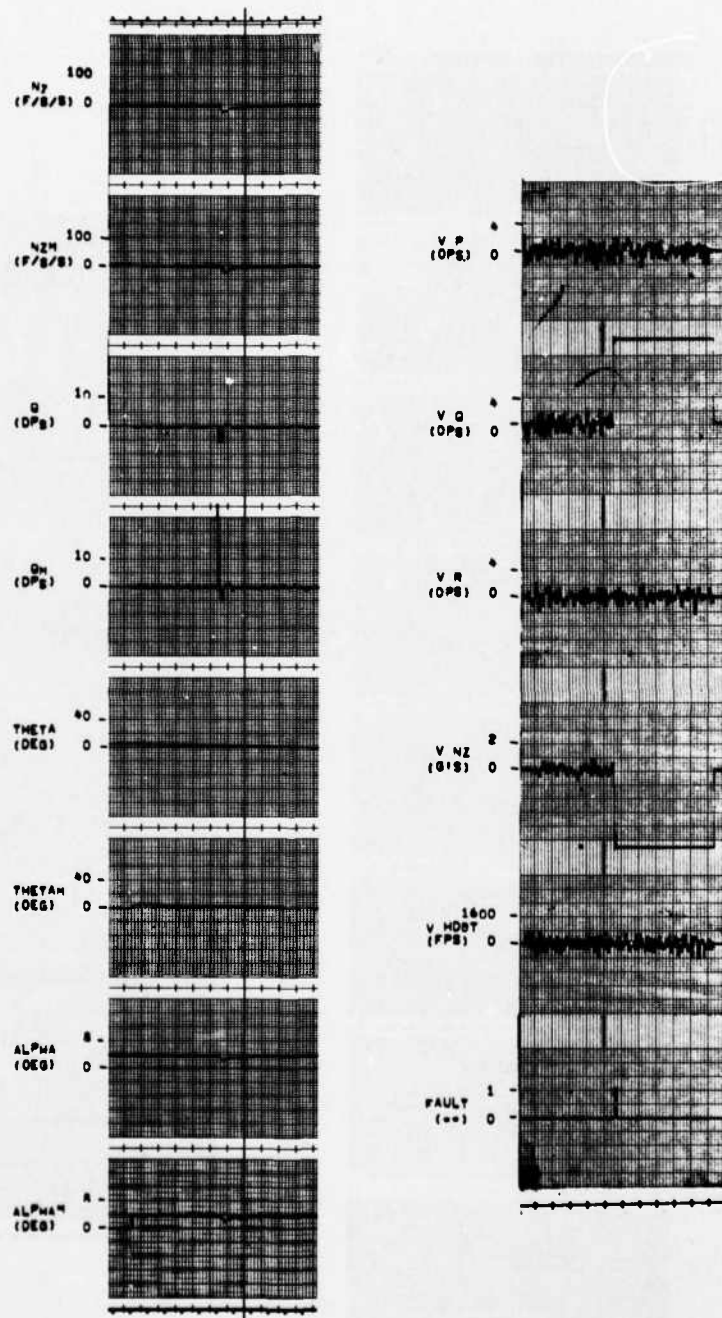 NZ 100
(F/S/S) 0
NZM 100
(F/S/S) 0
Q 10
(DPS) 0
QM 10
(DPS) 0
THETA 40
(DEG) 0
THETAM 40
(DEG) 0
ALPHA 8
(DEG) 0
ALPHAM 8
(DEG) 0
V P 4
(DPS) 0
V Q 4
(DPS) 0
V R 4
(DPS) 0
V NZ 2
(G'S) 0
V HDOT 1600
(FPS) 0
FAULT 1
(**) 0